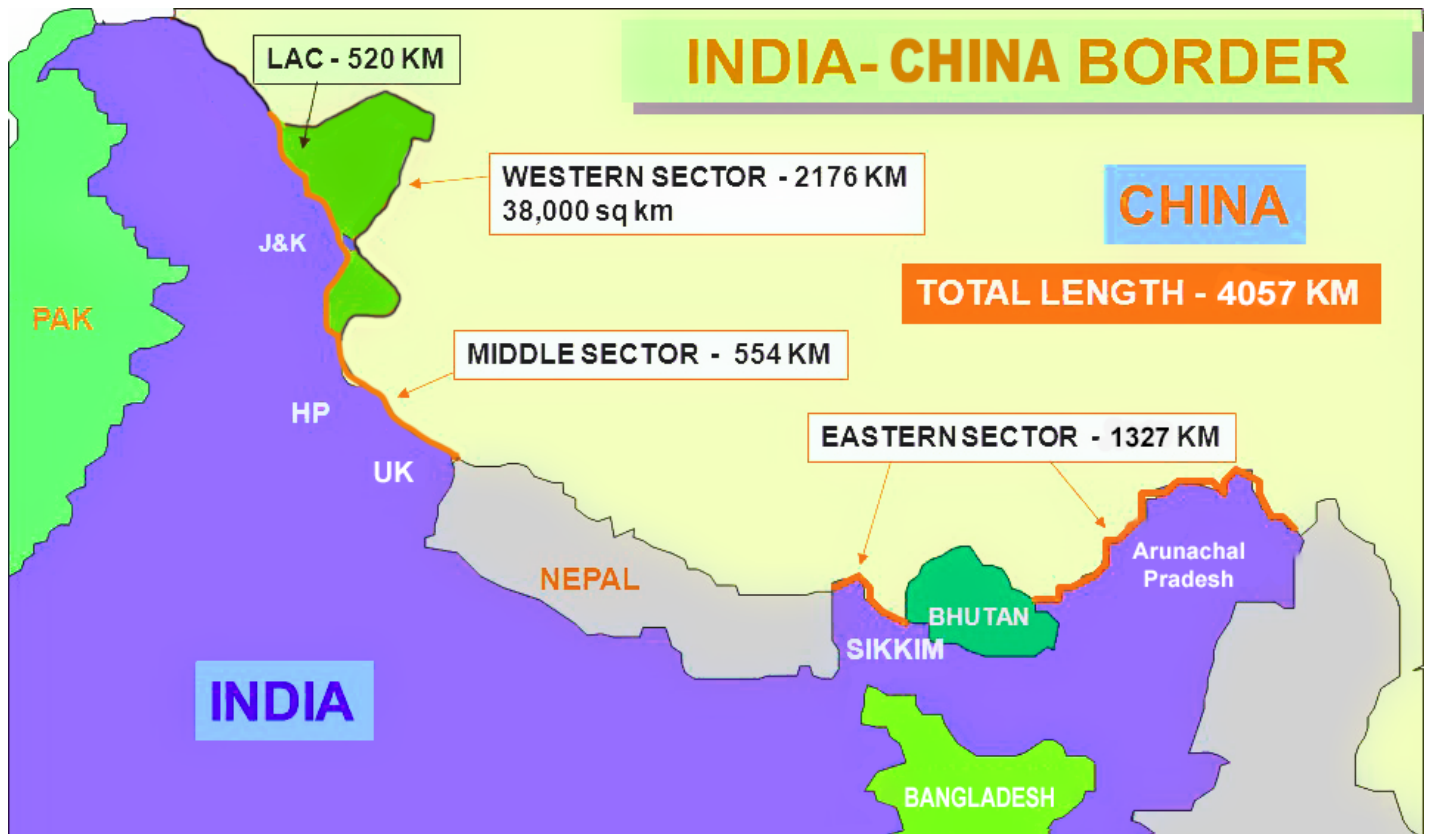 INDIA- CHINA BORDER
LAC - 520 KM
WESTERN SECTOR - 2176 KM
38,000 sq km
CHINA
J&K
TOTAL LENGTH - 4057 KM
PAK
MIDDLE SECTOR - 554 KM
HP
EASTERN SECTOR - 1327 KM
UK
Arunachal
Pradesh
NEPAL
BHUTAN
SIKKIM
INDIA
BANGLADESH